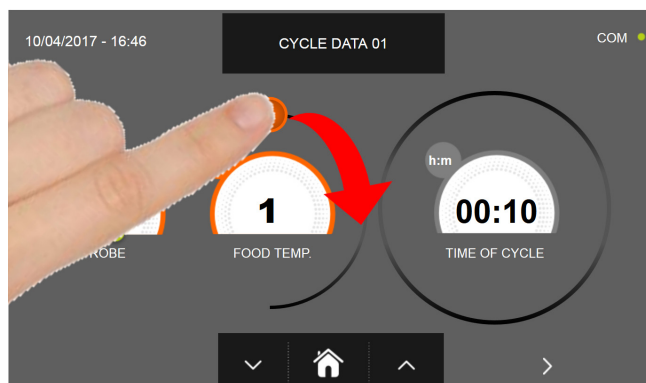 10/04/2017 - 16:46
CYCLE DATA 01
COM
h:m
1
00:10
ROBE
FOOD TEMP.
TIME OF CYCLE